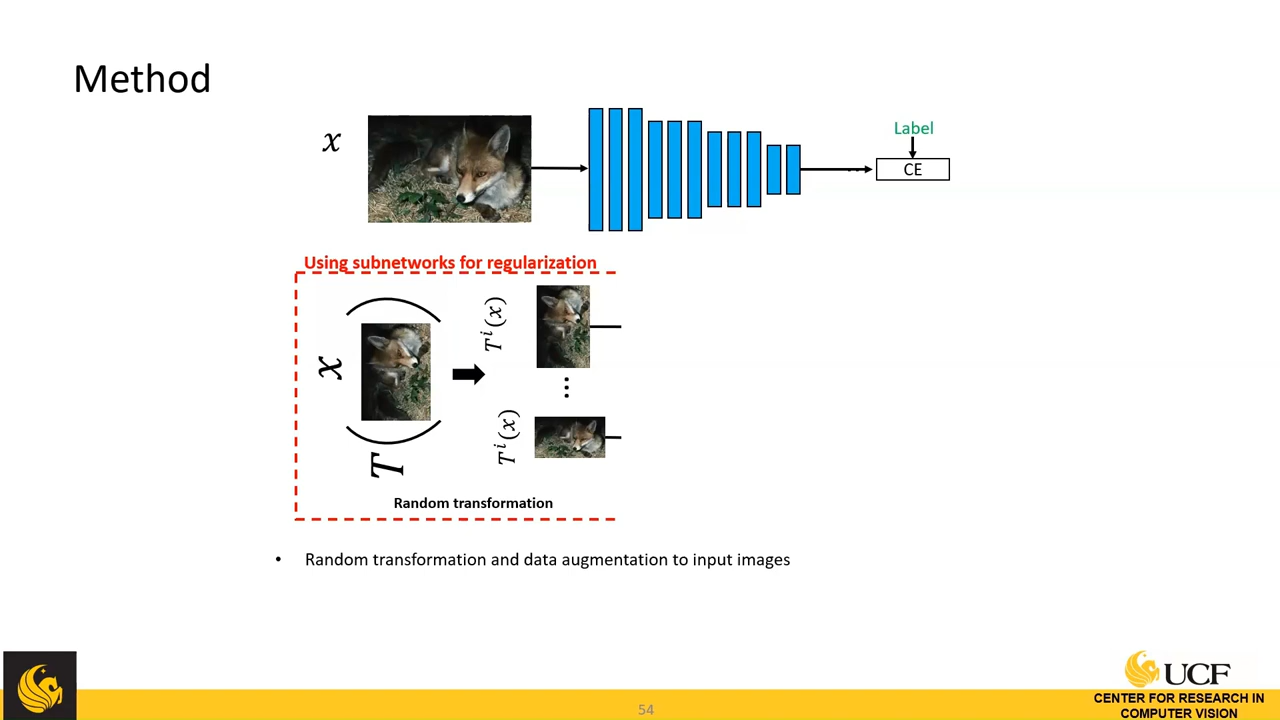 Method
x
Label
CE
Using subnetworks for regularization
x
T
T^i(x)
⋮
T^i(x)
Random transformation
• Random transformation and data augmentation to input images
UCF
CENTER FOR RESEARCH IN
COMPUTER VISION
54